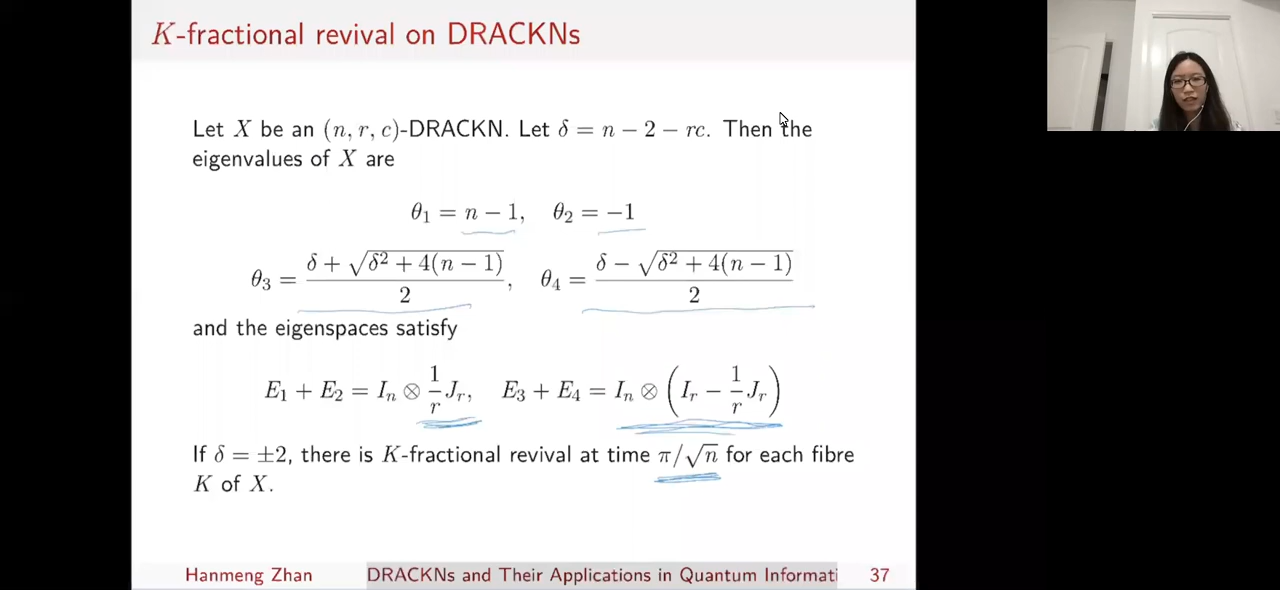 K-fractional revival on DRACKNs
Let X be an (n, r, c)-DRACKN. Let δ = n − 2 − rc. Then the
eigenvalues of X are
θ₁ = n − 1, θ₂ = −1
θ₃ = (δ + √(δ² + 4(n − 1)))/2, θ₄ = (δ − √(δ² + 4(n − 1)))/2
and the eigenspaces satisfy
E₁ + E₂ = Iₙ ⊗ (1/r)Jᵣ, E₃ + E₄ = Iₙ ⊗ (Iᵣ − (1/r)Jᵣ)
If δ = ±2, there is K-fractional revival at time π/√n for each fibre
K of X.
Hanmeng Zhan DRACKNs and Their Applications in Quantum Informati 37